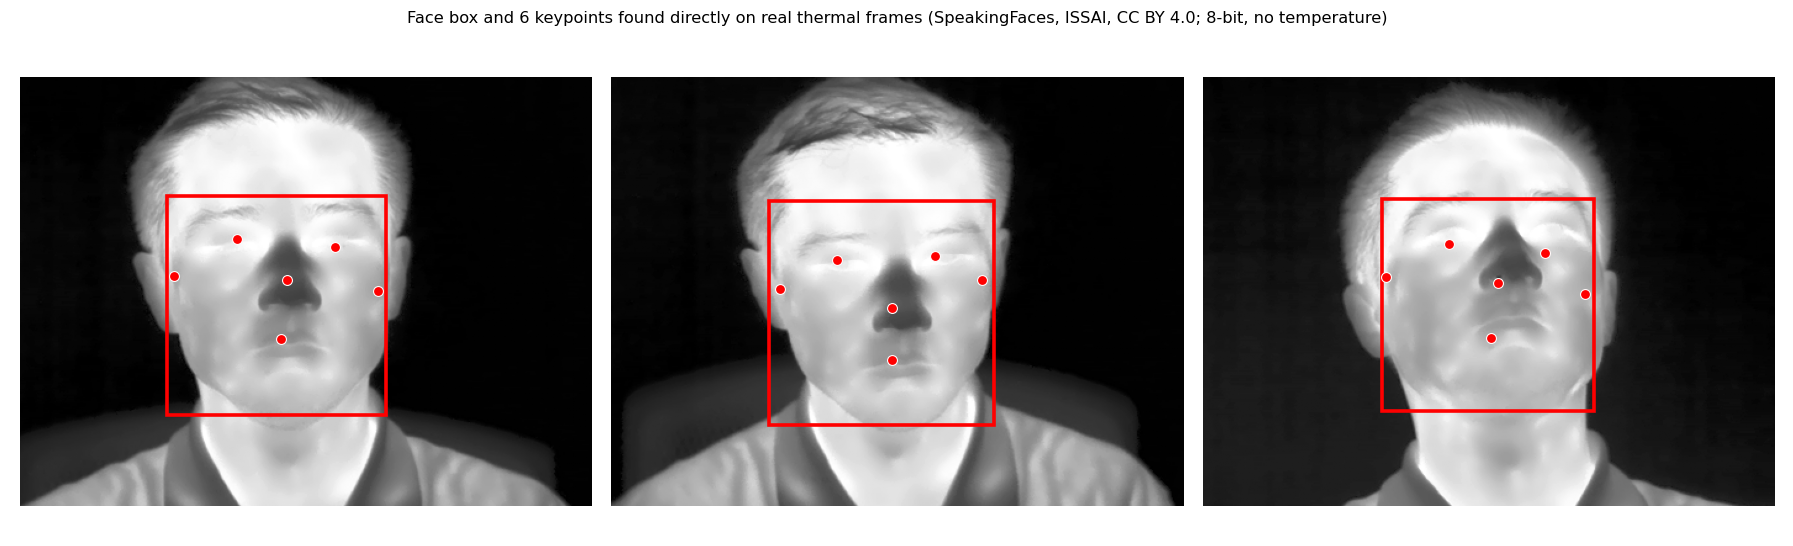 Face box and 6 keypoints found directly on real thermal frames (SpeakingFaces, ISSAI, CC BY 4.0; 8-bit, no temperature)